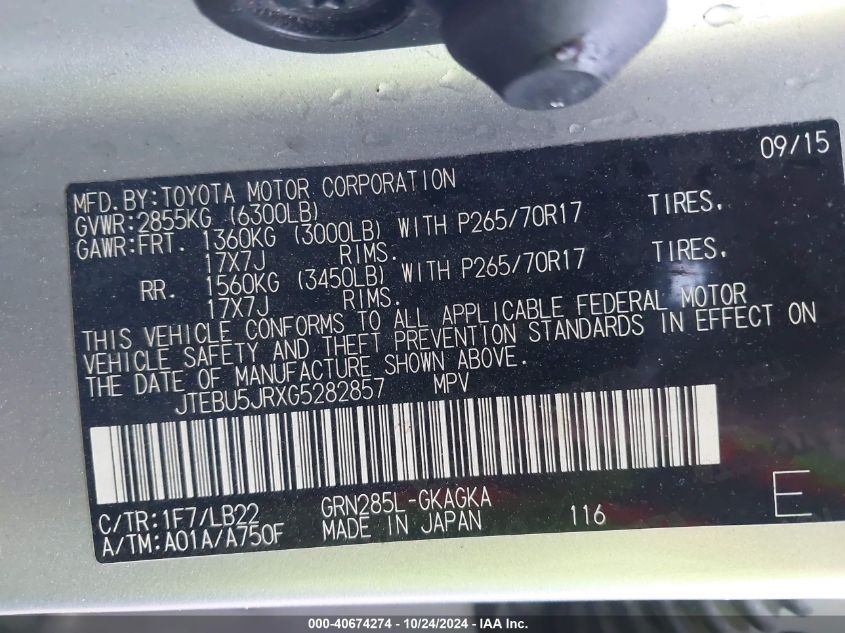 09/15
MFD.BY:TOYOTA MOTOR CORPORATION
GVWR:2855KG (6300LB)
GAWR:FRT. 1360KG (3000LB) WITH P265/70R17 TIRES,
17X7J RIMS.
RR. 1560KG (3450LB) WITH P265/70R17 TIRES,
17X7J RIMS.
THIS VEHICLE CONFORMS TO ALL APPLICABLE FEDERAL MOTOR
VEHICLE SAFETY AND THEFT PREVENTION STANDARDS IN EFFECT ON
THE DATE OF MANUFACTURE SHOWN ABOVE.
JTEBU5JRXG5282857 MPV
C/TR:1F7/LB22 GRN285L-GKAGKA
A/TM:A01A/A750F MADE IN JAPAN 116 E
000-40674274 - 10/24/2024 - IAA Inc.